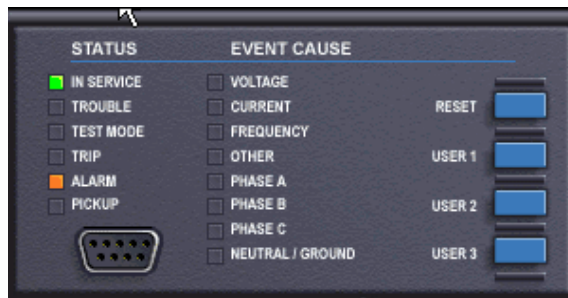 STATUS
IN SERVICE
TROUBLE
TEST MODE
TRIP
ALARM
PICKUP
EVENT CAUSE
VOLTAGE
CURRENT
FREQUENCY
OTHER
PHASE A
PHASE B
PHASE C
NEUTRAL / GROUND
RESET
USER 1
USER 2
USER 3